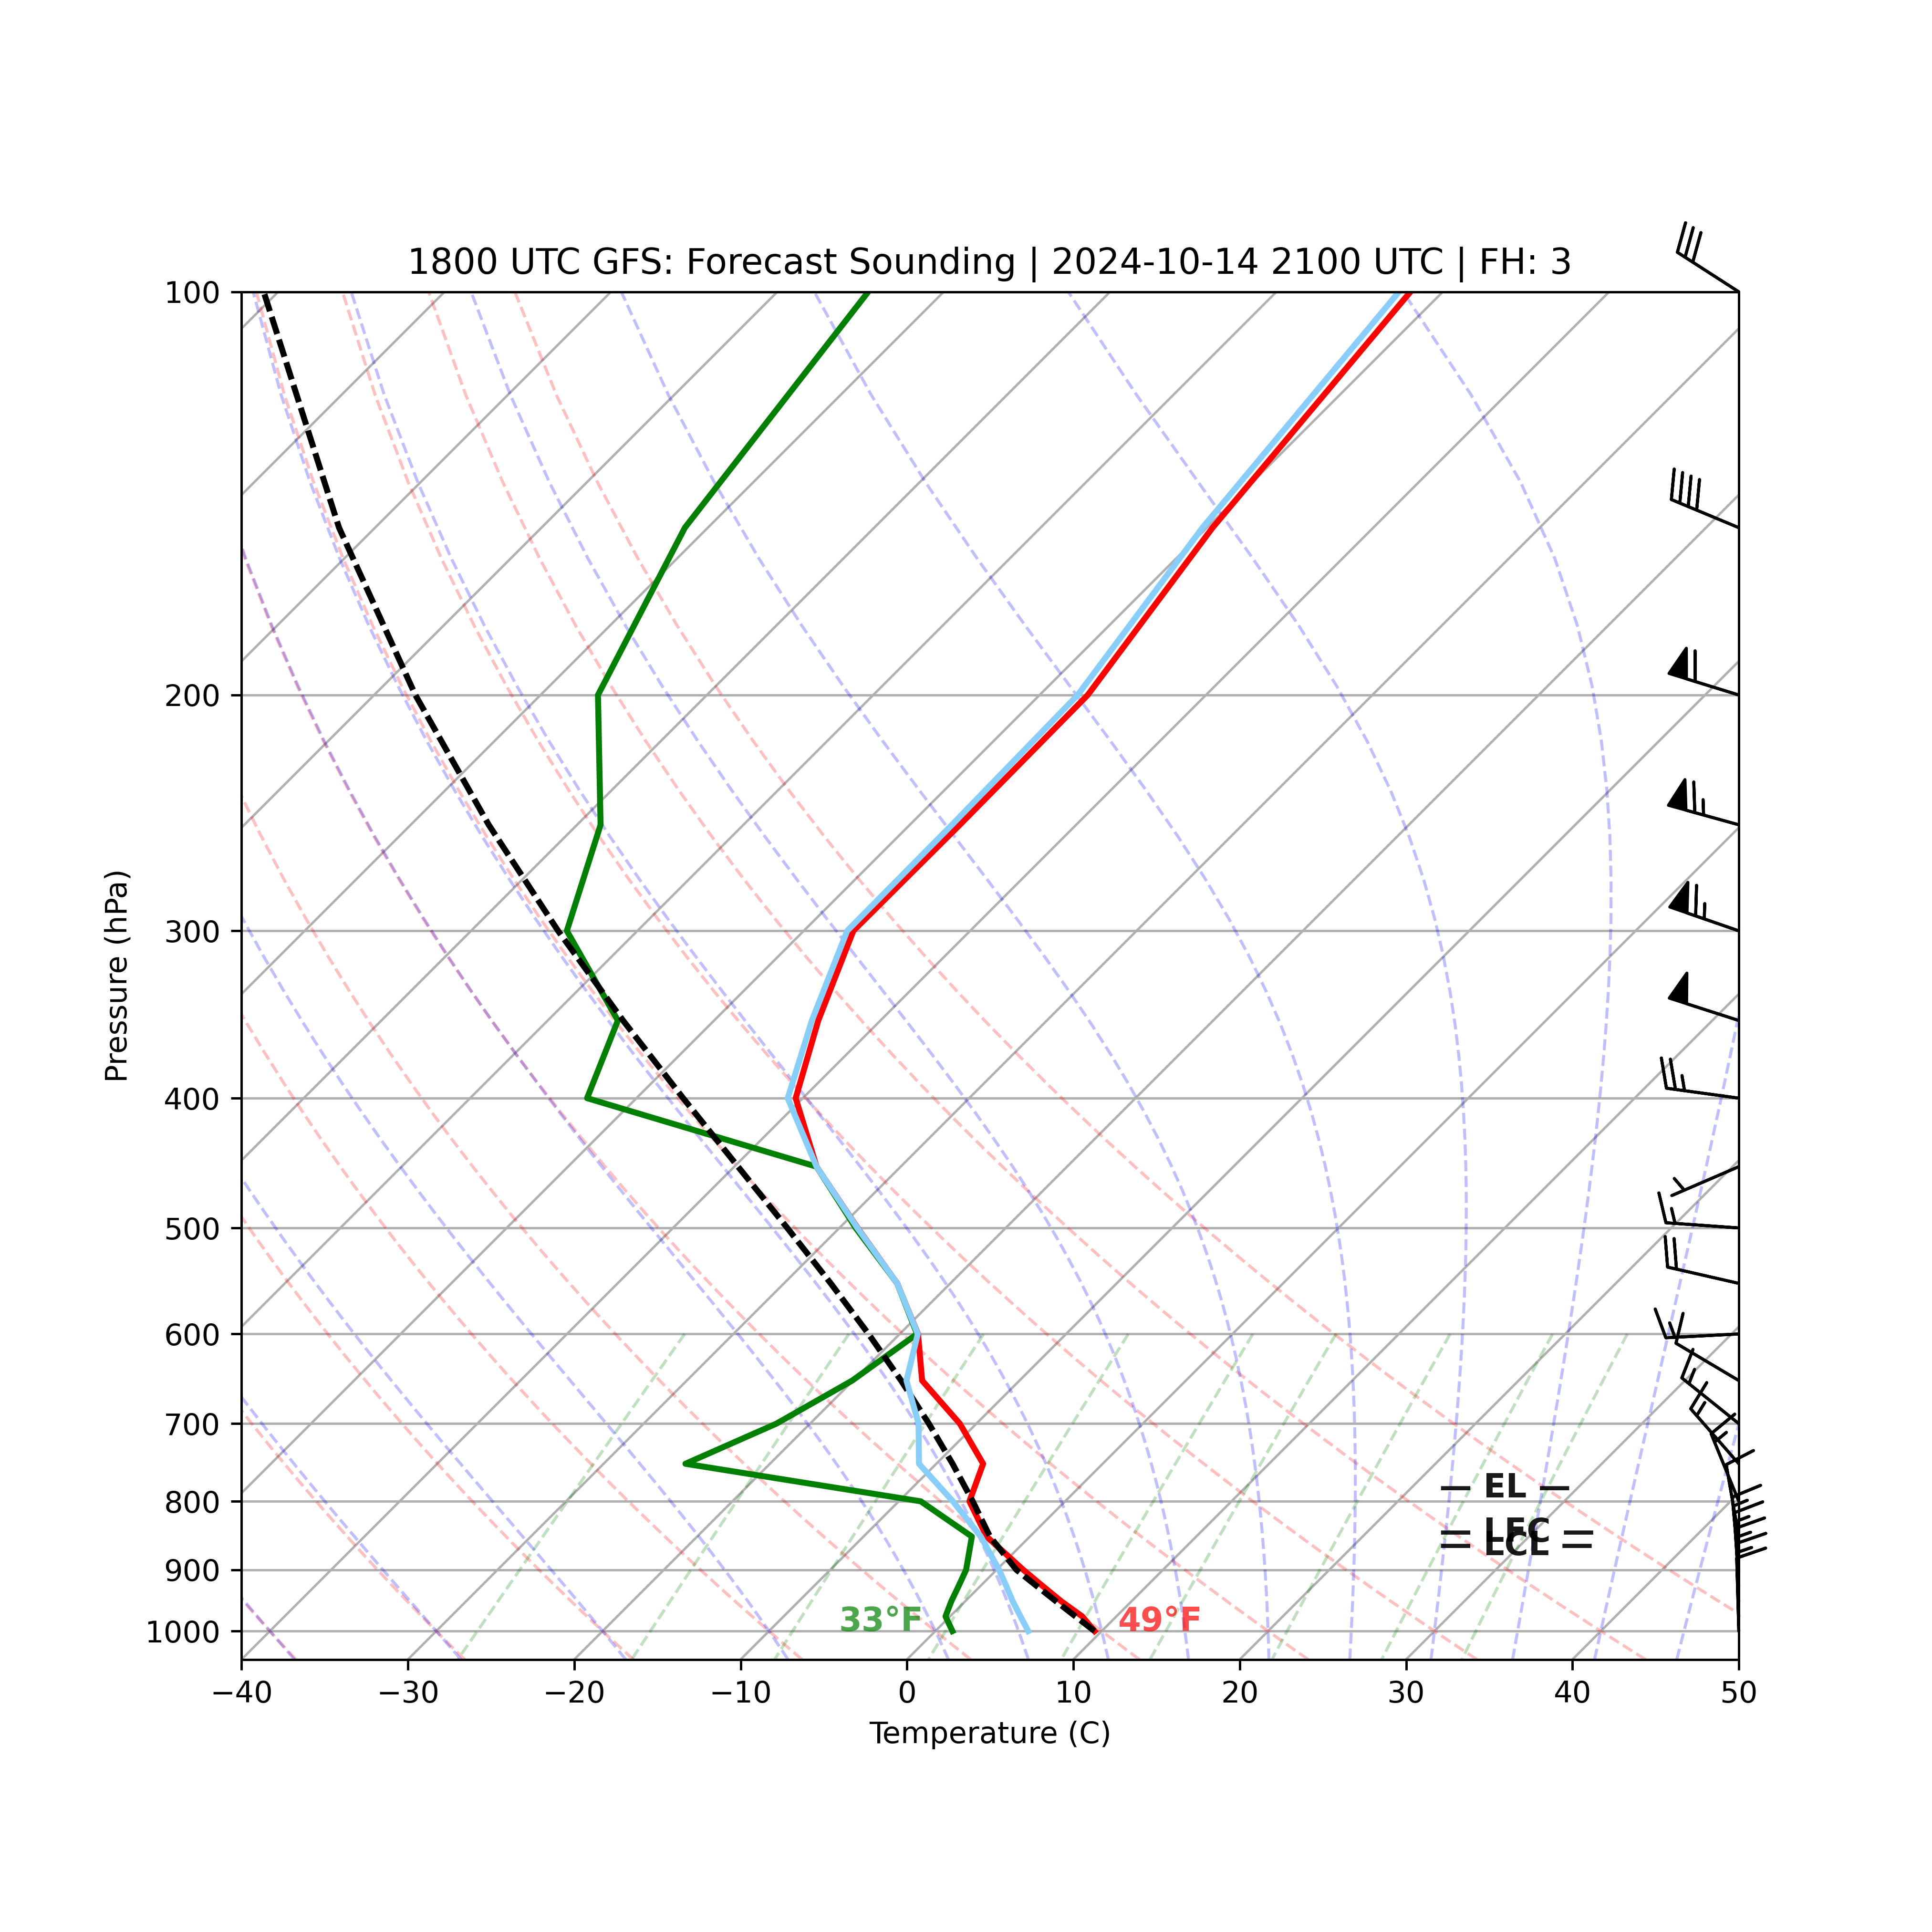 1800 UTC GFS: Forecast Sounding | 2024-10-14 2100 UTC | FH: 3
100
200
300
400
500
600
700
800
900
1000
Pressure (hPa)
— EL —
— LFC —
— LCL —
33°F
49°F
−40 −30 −20 −10 0 10 20 30 40 50
Temperature (C)